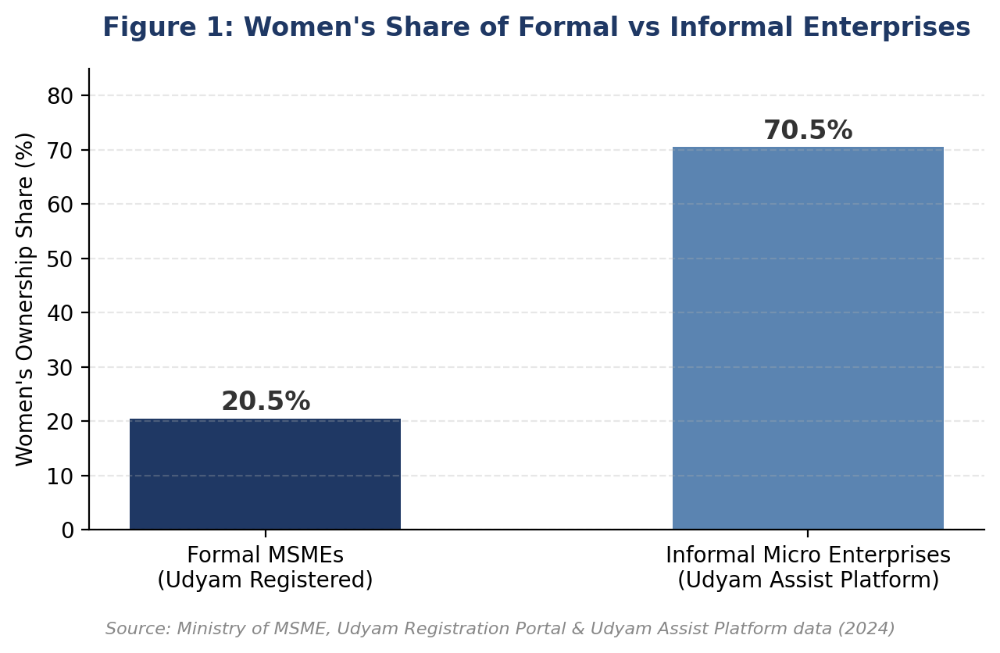 Figure 1: Women's Share of Formal vs Informal Enterprises
Women's Ownership Share (%)
80
70
60
50
40
30
20
10
0
20.5%
70.5%
Formal MSMEs
(Udyam Registered)
Informal Micro Enterprises
(Udyam Assist Platform)
Source: Ministry of MSME, Udyam Registration Portal & Udyam Assist Platform data (2024)